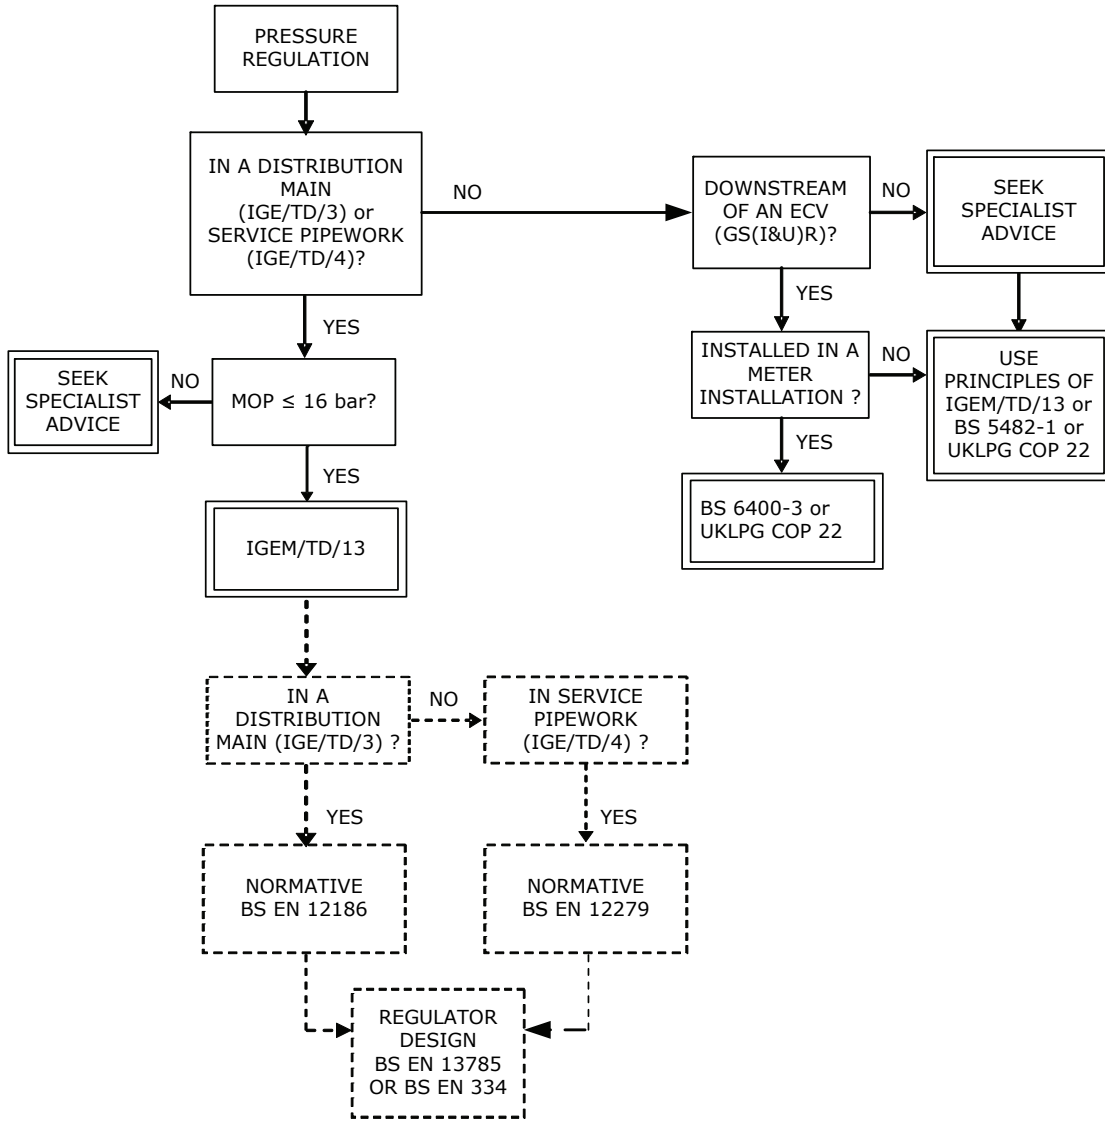 PRESSURE
REGULATION
IN A DISTRIBUTION
MAIN
(IGE/TD/3) or
SERVICE PIPEWORK
(IGE/TD/4)?
NO
DOWNSTREAM
OF AN ECV
(GS(I&U)R)?
NO
SEEK
SPECIALIST
ADVICE
YES
YES
SEEK
SPECIALIST
ADVICE
NO
MOP ≤ 16 bar?
INSTALLED IN A
METER
INSTALLATION ?
NO
USE
PRINCIPLES OF
IGEM/TD/13 or
BS 5482-1 or
UKLPG COP 22
YES
YES
BS 6400-3 or
UKLPG COP 22
IGEM/TD/13
IN A
DISTRIBUTION
MAIN (IGE/TD/3) ?
NO
IN SERVICE
PIPEWORK
(IGE/TD/4) ?
YES
YES
NORMATIVE
BS EN 12186
NORMATIVE
BS EN 12279
REGULATOR
DESIGN
BS EN 13785
OR BS EN 334